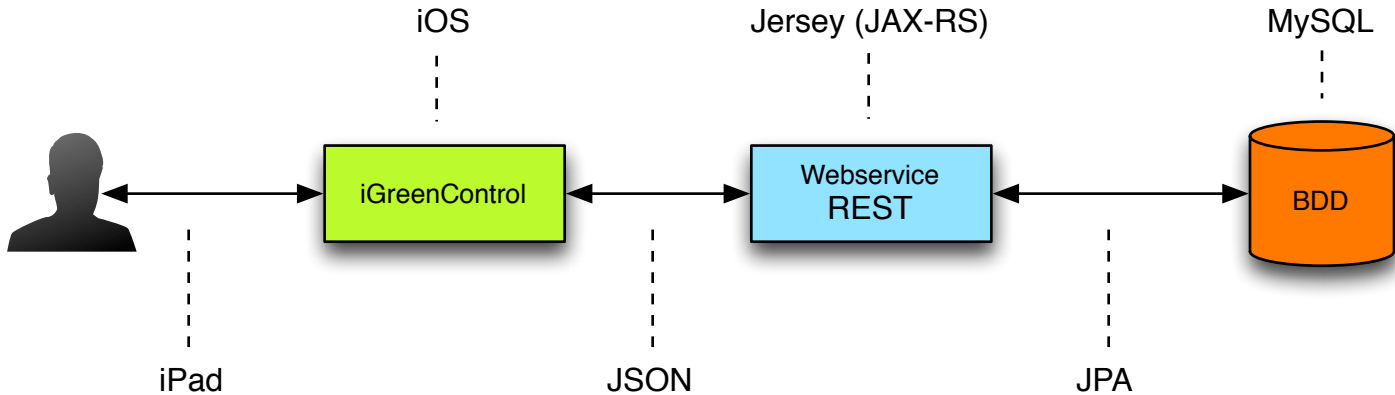 iOS
Jersey (JAX-RS)
MySQL
iGreenControl
Webservice
REST
BDD
iPad
JSON
JPA